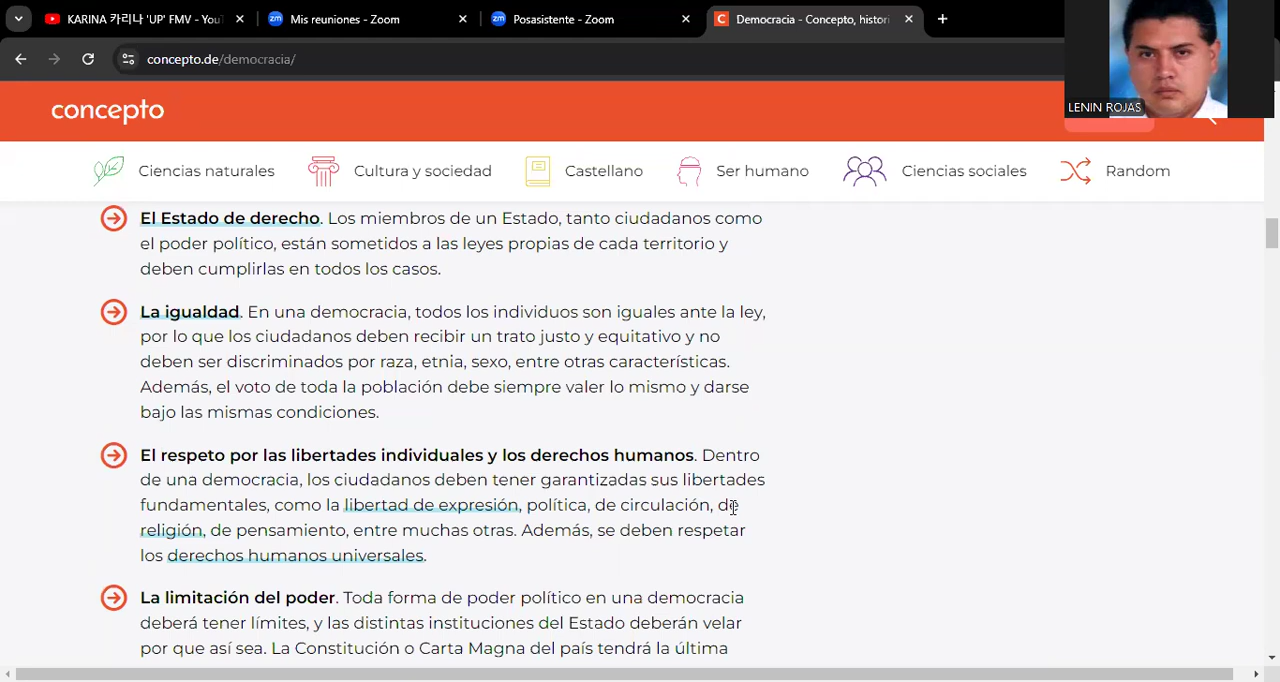 KARINA 카리나 'UP' FMV - YouT
Mis reuniones - Zoom
Posasistente - Zoom
Democracia - Concepto, histori
concepto.de/democracia/
LENIN ROJAS
concepto
Ciencias naturales
Cultura y sociedad
Castellano
Ser humano
Ciencias sociales
Random
El Estado de derecho. Los miembros de un Estado, tanto ciudadanos como
el poder político, están sometidos a las leyes propias de cada territorio y
deben cumplirlas en todos los casos.
La igualdad. En una democracia, todos los individuos son iguales ante la ley,
por lo que los ciudadanos deben recibir un trato justo y equitativo y no
deben ser discriminados por raza, etnia, sexo, entre otras características.
Además, el voto de toda la población debe siempre valer lo mismo y darse
bajo las mismas condiciones.
El respeto por las libertades individuales y los derechos humanos. Dentro
de una democracia, los ciudadanos deben tener garantizadas sus libertades
fundamentales, como la libertad de expresión, política, de circulación, de
religión, de pensamiento, entre muchas otras. Además, se deben respetar
los derechos humanos universales.
La limitación del poder. Toda forma de poder político en una democracia
deberá tener límites, y las distintas instituciones del Estado deberán velar
por que así sea. La Constitución o Carta Magna del país tendrá la última